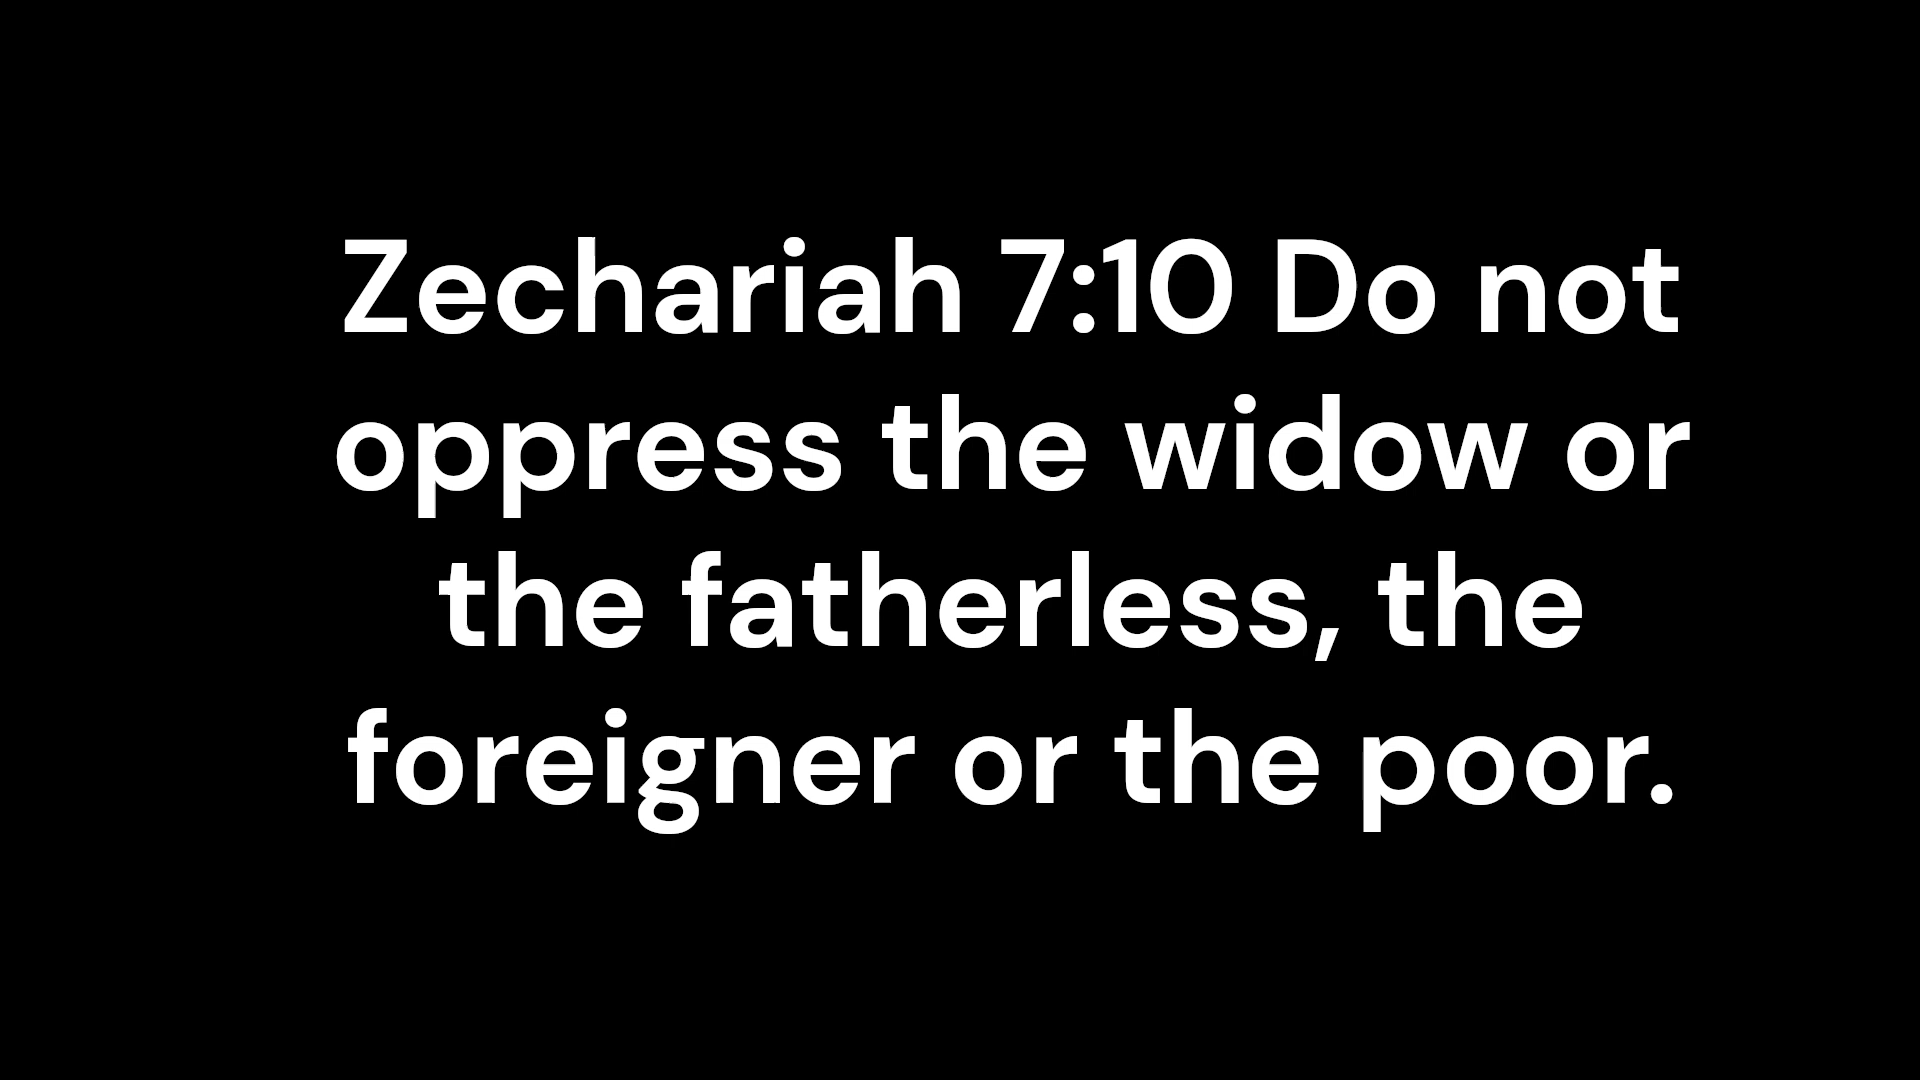 Zechariah 7:10 Do not
oppress the widow or
the fatherless, the
foreigner or the poor.